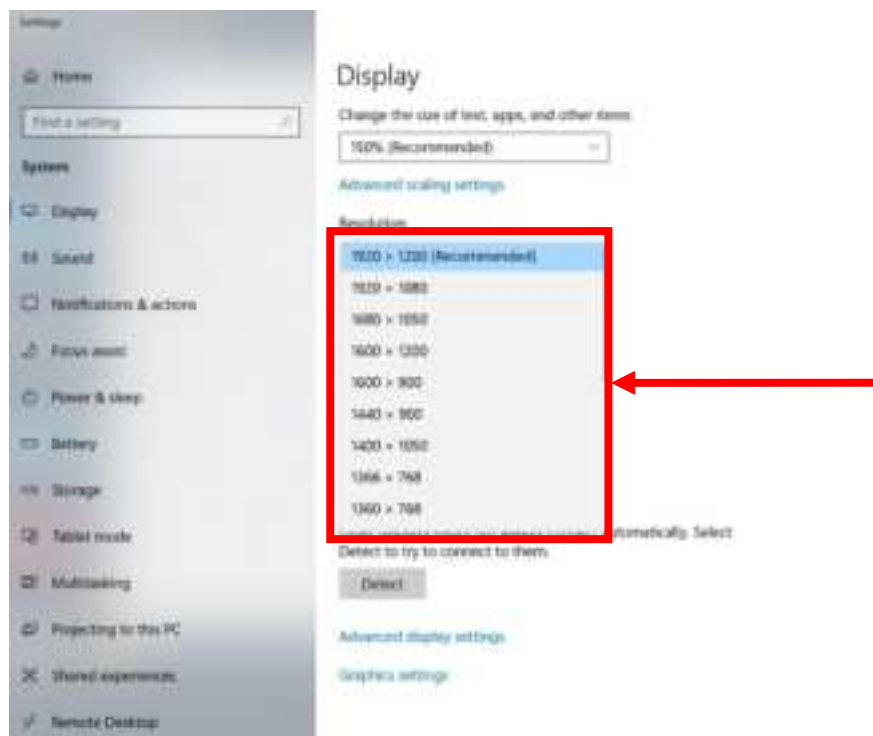 Settings
Home
Find a setting
System
Display
Sound
Notifications & actions
Focus assist
Power & sleep
Battery
Storage
Tablet mode
Multitasking
Projecting to this PC
Shared experiences
Remote Desktop
Display
Change the size of text, apps, and other items
150% (Recommended)
Advanced scaling settings
Resolution
1920 × 1200 (Recommended)
1920 × 1080
1680 × 1050
1600 × 1200
1600 × 900
1440 × 900
1400 × 1050
1366 × 768
1360 × 768
automatically. Select
Detect to try to connect to them.
Detect
Advanced display settings
Graphics settings